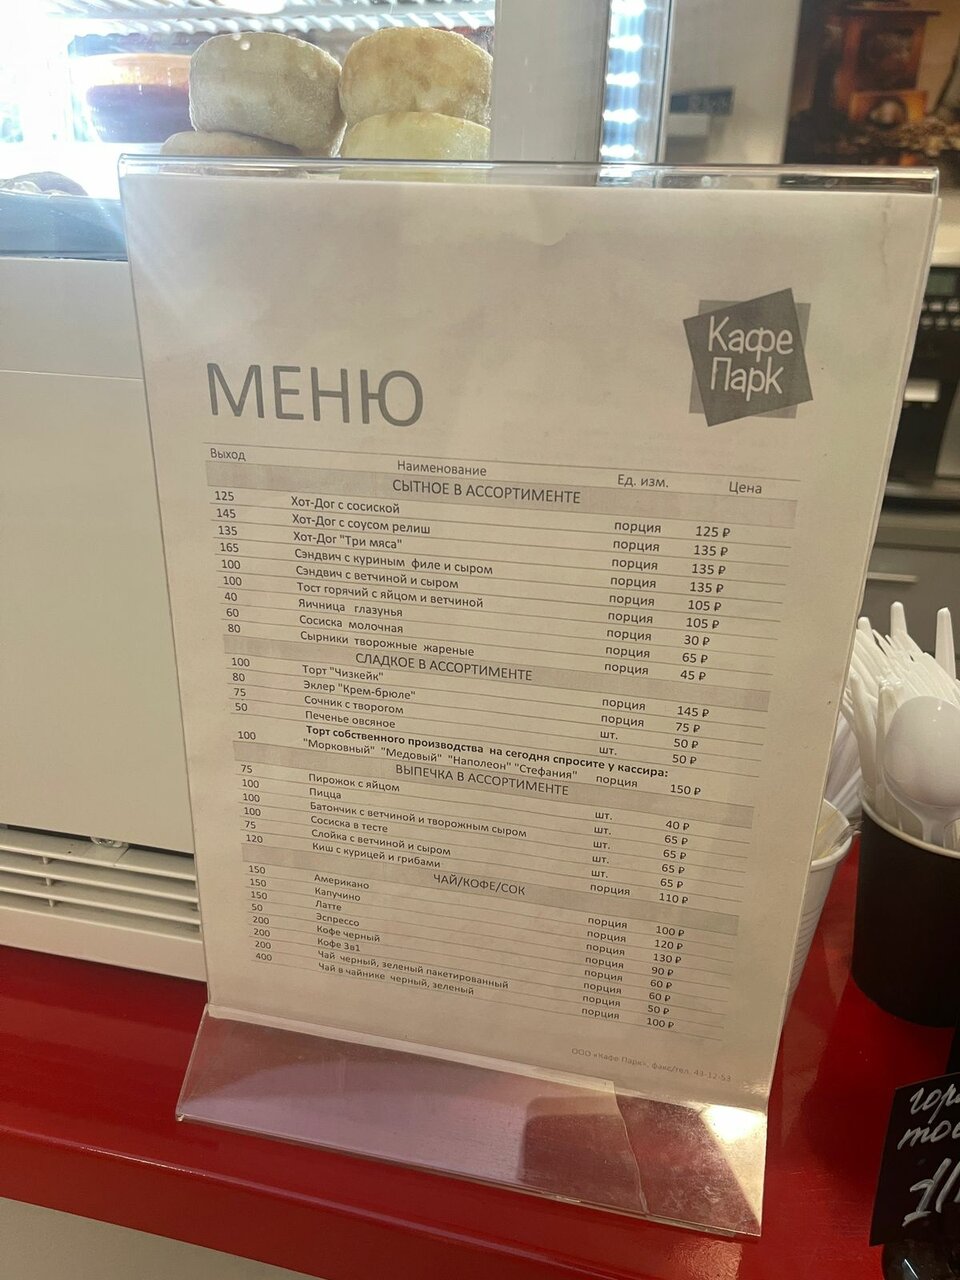 Кафе
Парк
МЕНЮ
Выход Наименование Ед. изм. Цена
СЫТНОЕ В АССОРТИМЕНТЕ
125 Хот-Дог с сосиской порция 125 ₽
145 Хот-Дог с соусом релиш порция 135 ₽
135 Хот-Дог "Три мяса" порция 135 ₽
165 Сэндвич с куриным филе и сыром порция 135 ₽
100 Сэндвич с ветчиной и сыром порция 105 ₽
100 Тост горячий с яйцом и ветчиной порция 105 ₽
40 Яичница глазунья порция 30 ₽
60 Сосиска молочная порция 65 ₽
80 Сырники творожные жареные порция 45 ₽
СЛАДКОЕ В АССОРТИМЕНТЕ
100 Торт "Чизкейк" порция 145 ₽
80 Эклер "Крем-брюле" порция 75 ₽
75 Сочник с творогом шт. 50 ₽
50 Печенье овсяное шт. 50 ₽
Торт собственного производства на сегодня спросите у кассира:
100 "Морковный" "Медовый" "Наполеон" "Стефания" порция 150 ₽
ВЫПЕЧКА В АССОРТИМЕНТЕ
75 Пирожок с яйцом шт. 40 ₽
100 Пицца шт. 65 ₽
100 Батончик с ветчиной и творожным сыром шт. 65 ₽
100 Сосиска в тесте шт. 65 ₽
75 Слойка с ветчиной и сыром шт. 65 ₽
120 Киш с курицей и грибами порция 110 ₽
ЧАЙ/КОФЕ/СОК
150 Американо порция 100 ₽
150 Капучино порция 120 ₽
150 Латте порция 130 ₽
50 Эспрессо порция 90 ₽
200 Кофе черный порция 60 ₽
200 Кофе 3в1 порция 60 ₽
200 Чай черный, зеленый пакетированный порция 50 ₽
400 Чай в чайнике черный, зеленый порция 100 ₽
ООО «Кафе Парк», факс/тел. 43-12-53